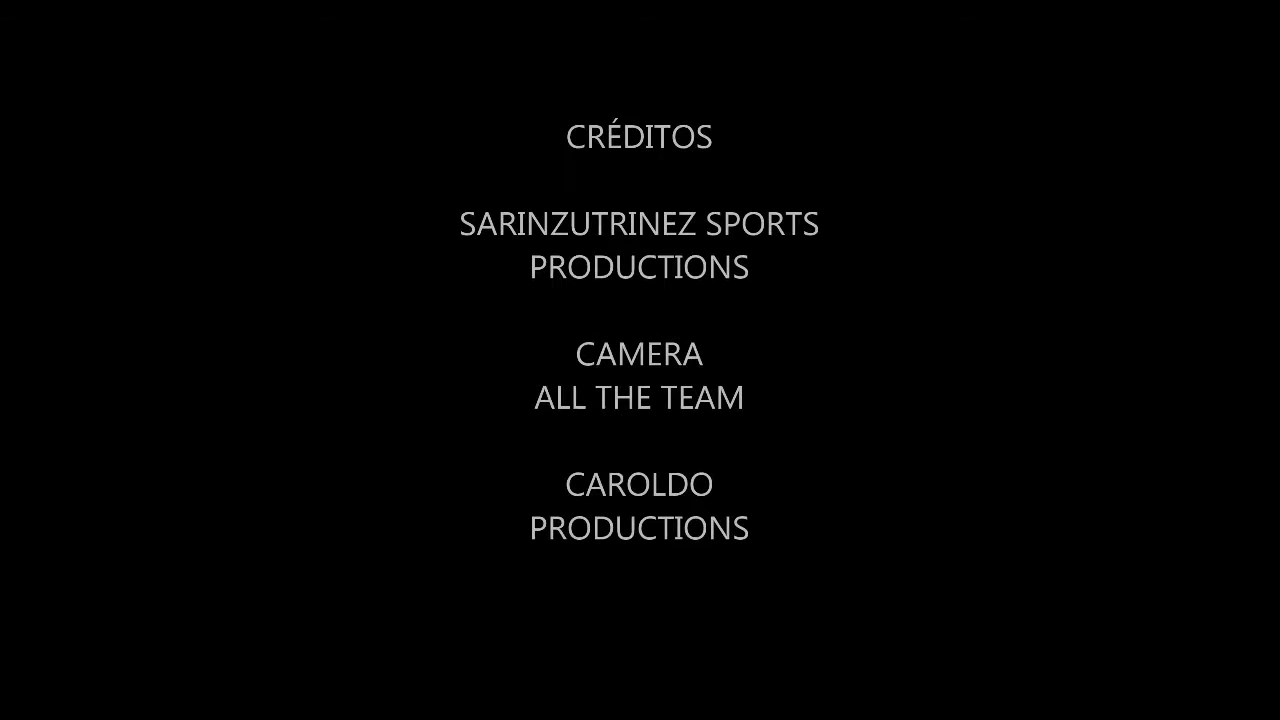 CRÉDITOS
SARINZUTRINEZ SPORTS
PRODUCTIONS
CAMERA
ALL THE TEAM
CAROLDO
PRODUCTIONS